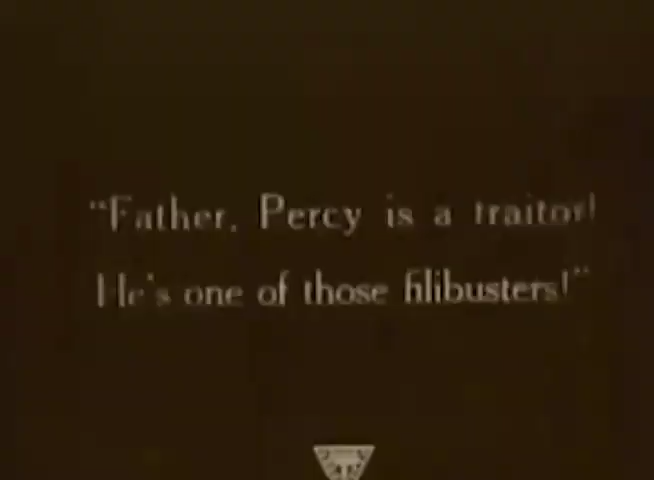 "Father, Percy is a traitor!
He's one of those filibusters!"